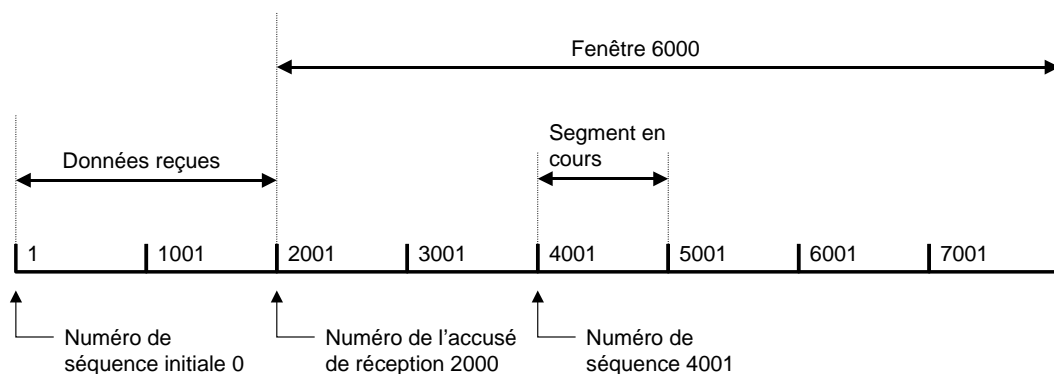 Fenêtre 6000
Segment en
cours
Données reçues
1 1001 2001 3001 4001 5001 6001 7001
Numéro de
séquence initiale 0
Numéro de l'accusé
de réception 2000
Numéro de
séquence 4001